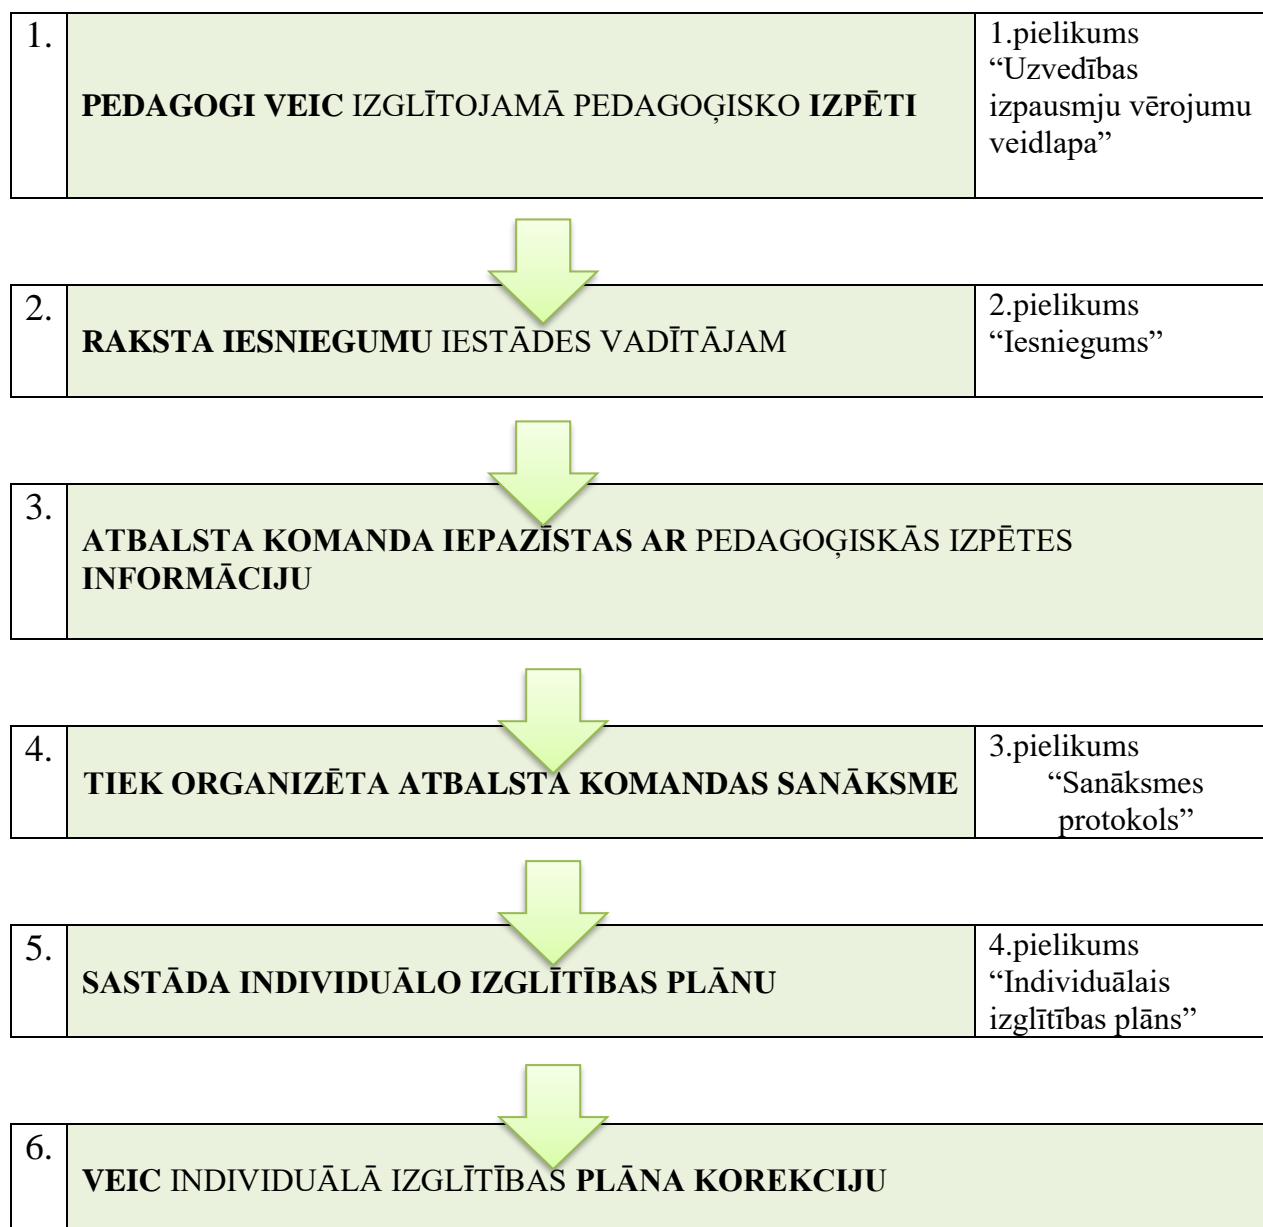 1.
PEDAGOGI VEIC IZGLĪTOJAMĀ PEDAGOĢISKO IZPĒTI
1.pielikums
“Uzvedības
izpausmju vērojumu
veidlapa”
2.
RAKSTA IESNIEGUMU IESTĀDES VADĪTĀJAM
2.pielikums
“Iesniegums”
3.
ATBALSTA KOMANDA IEPAZĪSTAS AR PEDAGOĢISKĀS IZPĒTES
INFORMĀCIJU
4.
TIEK ORGANIZĒTA ATBALSTA KOMANDAS SANĀKSME
3.pielikums
“Sanāksmes
protokols”
5.
SASTĀDA INDIVIDUĀLO IZGLĪTĪBAS PLĀNU
4.pielikums
“Individuālais
izglītības plāns”
6.
VEIC INDIVIDUĀLĀ IZGLĪTĪBAS PLĀNA KOREKCIJU